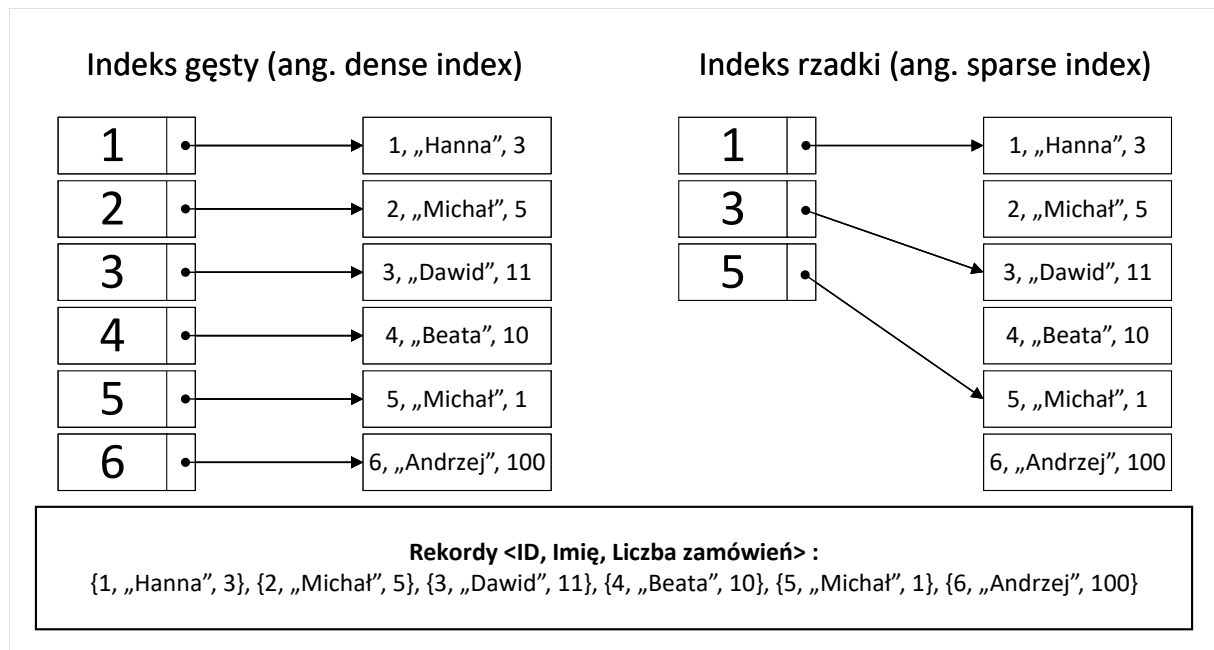 Indeks gęsty (ang. dense index)
1
1, „Hanna”, 3
2
2, „Michał”, 5
3
3, „Dawid”, 11
4
4, „Beata”, 10
5
5, „Michał”, 1
6
6, „Andrzej”, 100
Indeks rzadki (ang. sparse index)
1
1, „Hanna”, 3
3
2, „Michał”, 5
5
3, „Dawid”, 11
4, „Beata”, 10
5, „Michał”, 1
6, „Andrzej”, 100
Rekordy <ID, Imię, Liczba zamówień> :
{1, „Hanna”, 3}, {2, „Michał”, 5}, {3, „Dawid”, 11}, {4, „Beata”, 10}, {5, „Michał”, 1}, {6, „Andrzej”, 100}